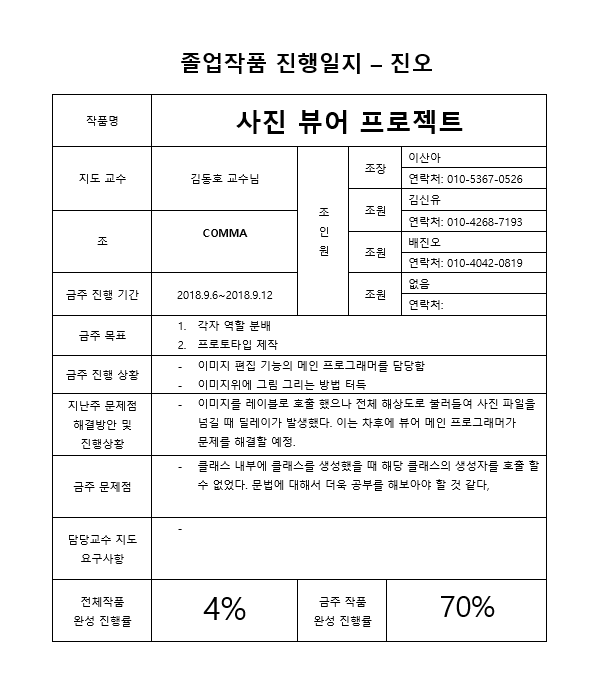 졸업작품 진행일지 – 진오
작품명
사진 뷰어 프로젝트
지도 교수
김동호 교수님
조
인
원
조장
이산아
연락처: 010-5367-0526
조원
김신유
연락처: 010-4268-7193
조
COMMA
조원
배진오
연락처: 010-4042-0819
금주 진행 기간
2018.9.6~2018.9.12
조원
없음
연락처:
금주 목표
1. 각자 역할 분배
2. 프로토타입 제작
금주 진행 상황
- 이미지 편집 기능의 메인 프로그래머를 담당함
- 이미지위에 그림 그리는 방법 터득
지난주 문제점
해결방안 및
진행상황
- 이미지를 레이블로 호출 했으나 전체 해상도로 불러들여 사진 파일을
넘길 때 딜레이가 발생했다. 이는 차후에 뷰어 메인 프로그래머가
문제를 해결할 예정.
금주 문제점
- 클래스 내부에 클래스를 생성했을 때 해당 클래스의 생성자를 호출 할
수 없었다. 문법에 대해서 더욱 공부를 해보아야 할 것 같다,
담당교수 지도
요구사항
-
전체작품
완성 진행률
4%
금주 작품
완성 진행률
70%